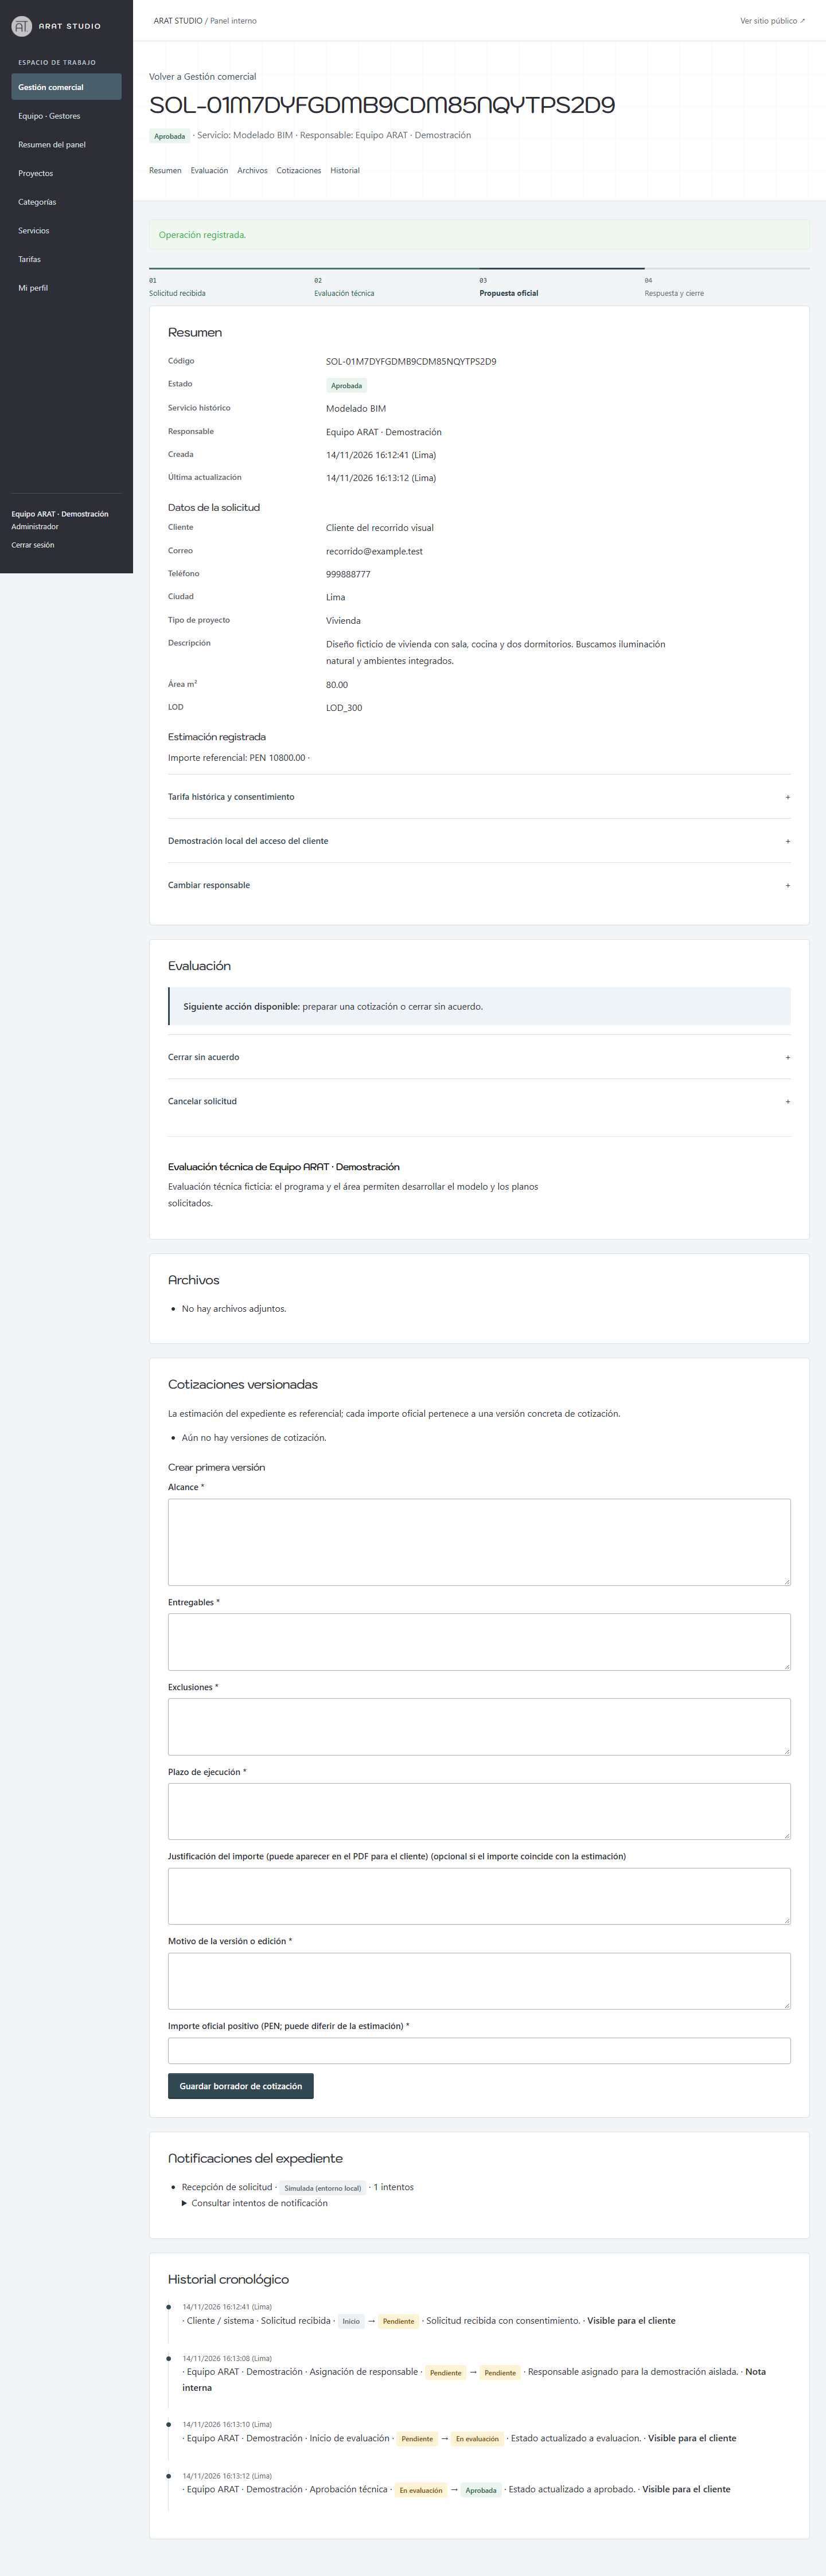 AT ARAT STUDIO
ESPACIO DE TRABAJO
Gestión comercial
Equipo · Gestores
Resumen del panel
Proyectos
Categorías
Servicios
Tarifas
Mi perfil
Equipo ARAT · Demostración
Administrador
Cerrar sesión
ARAT STUDIO / Panel interno
Ver sitio público ↗
Volver a Gestión comercial
SOL-01M7DYFGDMB9CDM85NQYTPS2D9
Aprobada · Servicio: Modelado BIM · Responsable: Equipo ARAT · Demostración
Resumen Evaluación Archivos Cotizaciones Historial
Operación registrada.
01 02 03 04
Solicitud recibida Evaluación técnica Propuesta oficial Respuesta y cierre
Resumen
Código SOL-01M7DYFGDMB9CDM85NQYTPS2D9
Estado Aprobada
Servicio histórico Modelado BIM
Responsable Equipo ARAT · Demostración
Creada 14/11/2026 16:12:41 (Lima)
Última actualización 14/11/2026 16:13:12 (Lima)
Datos de la solicitud
Cliente Cliente del recorrido visual
Correo recorrido@example.test
Teléfono 999888777
Ciudad Lima
Tipo de proyecto Vivienda
Descripción Diseño ficticio de vivienda con sala, cocina y dos dormitorios. Buscamos iluminación
natural y ambientes integrados.
Área m² 80.00
LOD LOD_300
Estimación registrada
Importe referencial: PEN 10800.00 ·
Tarifa histórica y consentimiento +
Demostración local del acceso del cliente +
Cambiar responsable +
Evaluación
Siguiente acción disponible: preparar una cotización o cerrar sin acuerdo.
Cerrar sin acuerdo +
Cancelar solicitud +
Evaluación técnica de Equipo ARAT · Demostración
Evaluación técnica ficticia: el programa y el área permiten desarrollar el modelo y los planos
solicitados.
Archivos
• No hay archivos adjuntos.
Cotizaciones versionadas
La estimación del expediente es referencial; cada importe oficial pertenece a una versión concreta de cotización.
• Aún no hay versiones de cotización.
Crear primera versión
Alcance *
Entregables *
Exclusiones *
Plazo de ejecución *
Justificación del importe (puede aparecer en el PDF para el cliente) (opcional si el importe coincide con la estimación)
Motivo de la versión o edición *
Importe oficial positivo (PEN; puede diferir de la estimación) *
Guardar borrador de cotización
Notificaciones del expediente
• Recepción de solicitud · Simulada (entorno local) · 1 intentos
▶ Consultar intentos de notificación
Historial cronológico
14/11/2026 16:12:41 (Lima)
· Cliente / sistema · Solicitud recibida · Inicio → Pendiente · Solicitud recibida con consentimiento. · Visible para el cliente
14/11/2026 16:13:08 (Lima)
· Equipo ARAT · Demostración · Asignación de responsable · Pendiente → Pendiente · Responsable asignado para la demostración aislada. · Nota
interna
14/11/2026 16:13:10 (Lima)
· Equipo ARAT · Demostración · Inicio de evaluación · Pendiente → En evaluación · Estado actualizado a evaluacion. · Visible para el cliente
14/11/2026 16:13:12 (Lima)
· Equipo ARAT · Demostración · Aprobación técnica · En evaluación → Aprobada · Estado actualizado a aprobado. · Visible para el cliente